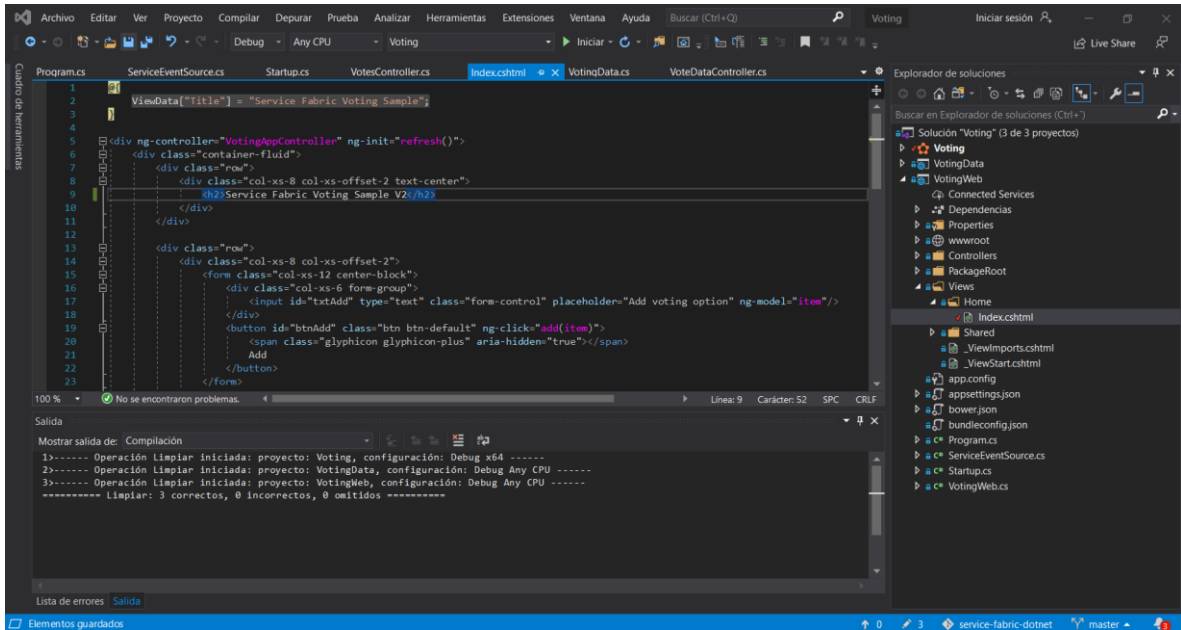 Archivo Editar Ver Proyecto Compilar Depurar Prueba Analizar Herramientas Extensiones Ventana Ayuda Buscar (Ctrl+Q) Voting Iniciar sesión
Debug Any CPU Voting Iniciar Live Share
Cuadro de herramientas
Program.cs ServiceEventSource.cs Startup.cs VotesController.cs Index.cshtml VotingData.cs VoteDataController.cs
1 @{
2 ViewData["Title"] = "Service Fabric Voting Sample";
3 }
4
5 <div ng-controller="VotingAppController" ng-init="refresh()">
6 <div class="container-fluid">
7 <div class="row">
8 <div class="col-xs-8 col-xs-offset-2 text-center">
9 <h2>Service Fabric Voting Sample V2</h2>
10 </div>
11 </div>
12
13 <div class="row">
14 <div class="col-xs-8 col-xs-offset-2">
15 <form class="col-xs-12 center-block">
16 <div class="col-xs-6 form-group">
17 <input id="txtAdd" type="text" class="form-control" placeholder="Add voting option" ng-model="item"/>
18 </div>
19 <button id="btnAdd" class="btn btn-default" ng-click="add(item)">
20 <span class="glyphicon glyphicon-plus" aria-hidden="true"></span>
21 Add
22 </button>
23 </form>
100 % No se encontraron problemas. Línea: 9 Carácter: 52 SPC CRLF
Salida
Mostrar salida de: Compilación
1>------ Operación Limpiar iniciada: proyecto: Voting, configuración: Debug x64 ------
2>------ Operación Limpiar iniciada: proyecto: VotingData, configuración: Debug Any CPU ------
3>------ Operación Limpiar iniciada: proyecto: VotingWeb, configuración: Debug Any CPU ------
========== Limpiar: 3 correctos, 0 incorrectos, 0 omitidos ==========
Lista de errores Salida
Explorador de soluciones
Buscar en Explorador de soluciones (Ctrl+´)
Solución "Voting" (3 de 3 proyectos)
Voting
VotingData
VotingWeb
Connected Services
Dependencias
Properties
wwwroot
Controllers
PackageRoot
Views
Home
Index.cshtml
Shared
_ViewImports.cshtml
_ViewStart.cshtml
app.config
appsettings.json
bower.json
bundleconfig.json
C# Program.cs
C# ServiceEventSource.cs
C# Startup.cs
C# VotingWeb.cs
Elementos guardados 0 3 service-fabric-dotnet master 3